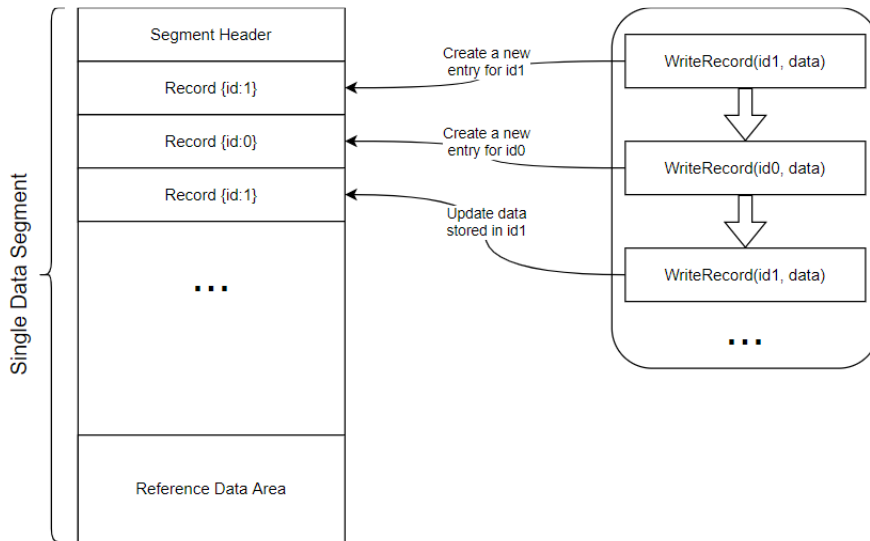 Segment Header
Record {id:1}
Record {id:0}
Record {id:1}
...
Reference Data Area
Single Data Segment
Create a new
entry for id1
Create a new
entry for id0
Update data
stored in id1
WriteRecord(id1, data)
WriteRecord(id0, data)
WriteRecord(id1, data)
...